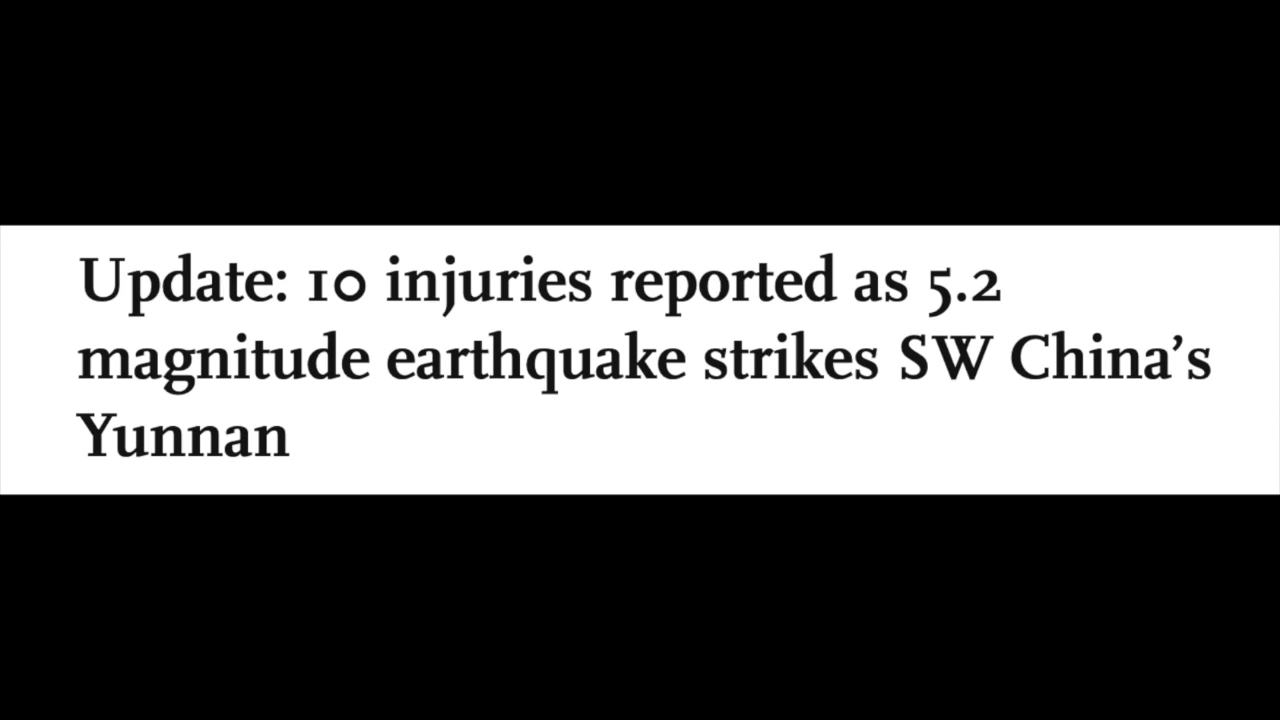 Update: 10 injuries reported as 5.2
magnitude earthquake strikes SW China’s
Yunnan